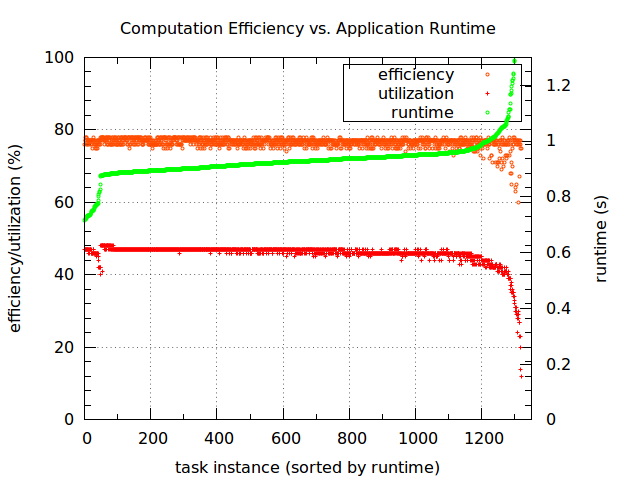 Computation Efficiency vs. Application Runtime
efficiency
utilization
runtime
100
80
60
40
20
0
efficiency/utilization (%)
1.2
1
0.8
0.6
0.4
0.2
0
runtime (s)
0 200 400 600 800 1000 1200
task instance (sorted by runtime)